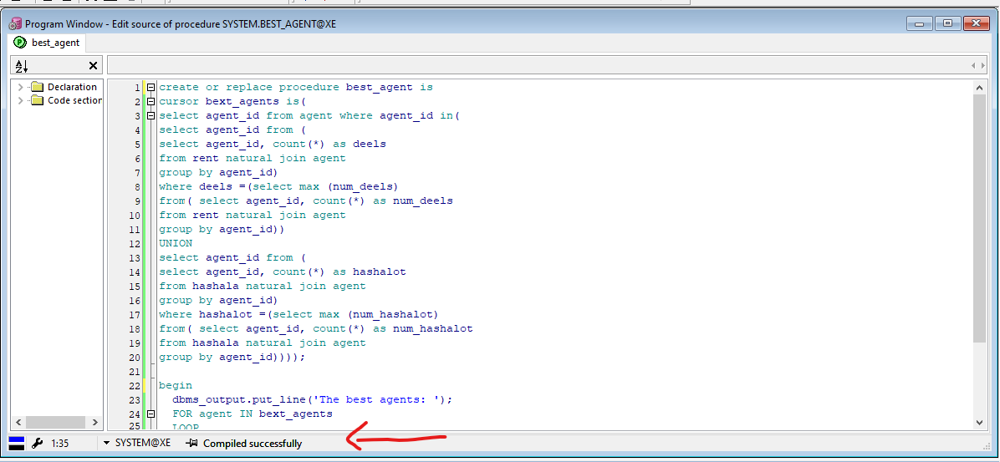 Program Window - Edit source of procedure SYSTEM.BEST_AGENT@XE
P best_agent
A Z
Declaration
Code section
1 create or replace procedure best_agent is
2 cursor bext_agents is(
3 select agent_id from agent where agent_id in(
4 select agent_id from (
5 select agent_id, count(*) as deels
6 from rent natural join agent
7 group by agent_id)
8 where deels =(select max (num_deels)
9 from( select agent_id, count(*) as num_deels
10 from rent natural join agent
11 group by agent_id))
12 UNION
13 select agent_id from (
14 select agent_id, count(*) as hashalot
15 from hashala natural join agent
16 group by agent_id)
17 where hashalot =(select max (num_hashalot)
18 from( select agent_id, count(*) as num_hashalot
19 from hashala natural join agent
20 group by agent_id))));
21
22 begin
23 dbms_output.put_line('The best agents: ');
24 FOR agent IN bext_agents
25 LOOP
1:35 SYSTEM@XE Compiled successfully